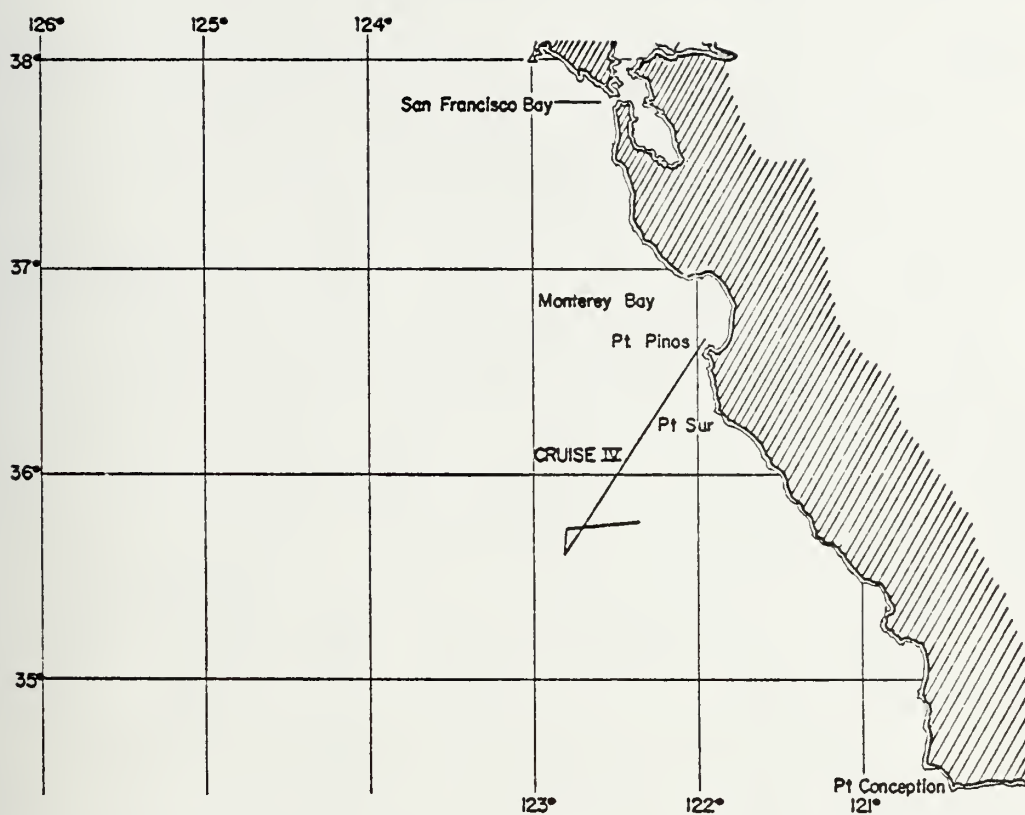 126° 125° 124°
38°
San Francisco Bay
37°
Monterey Bay
Pt. Pinos
Pt Sur
CRUISE IV
36°
35°
Pt Conception
123° 122° 121°